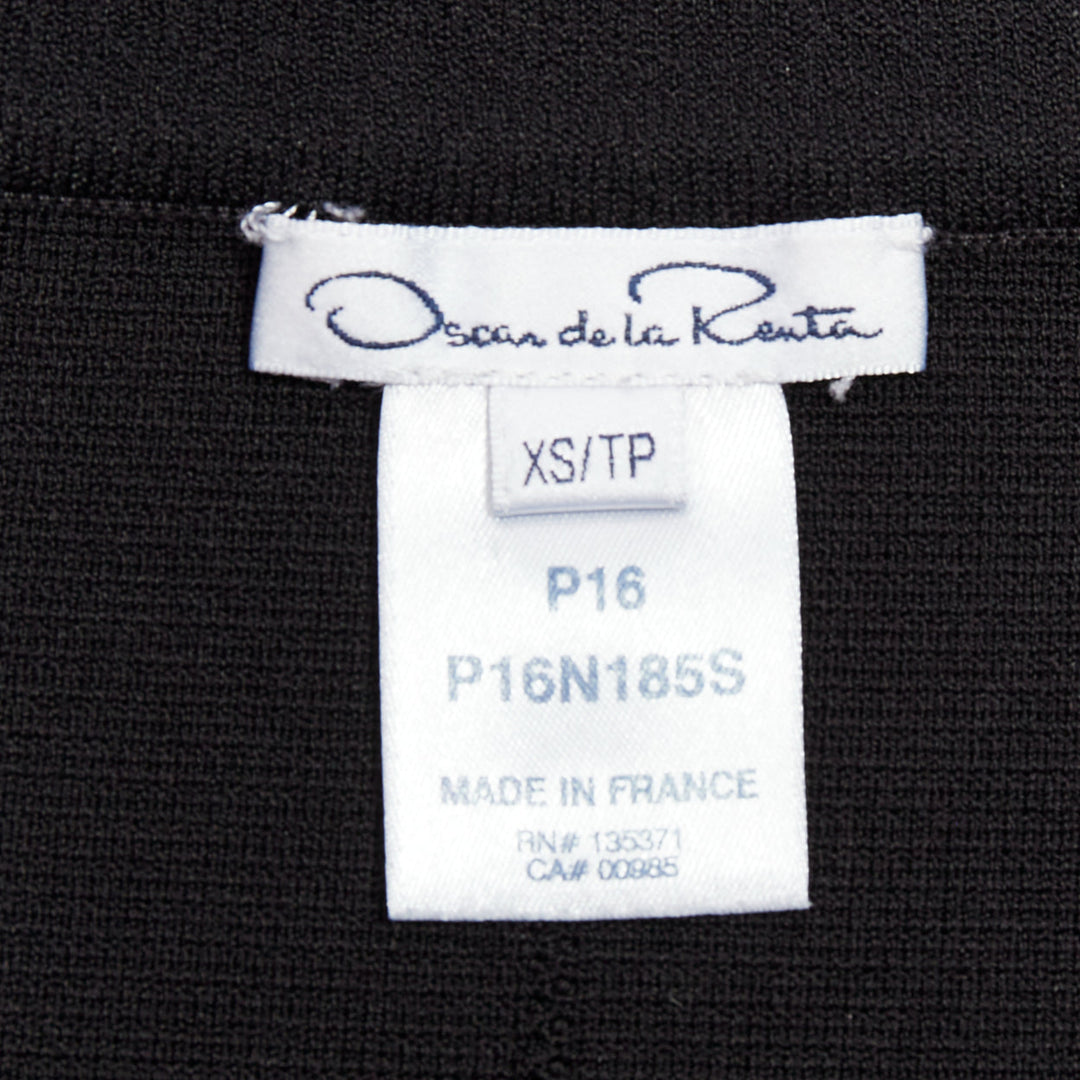 Oscar de la Renta
XS/TP
P16
P16N185S
MADE IN FRANCE
RN# 135371
CA# 00985